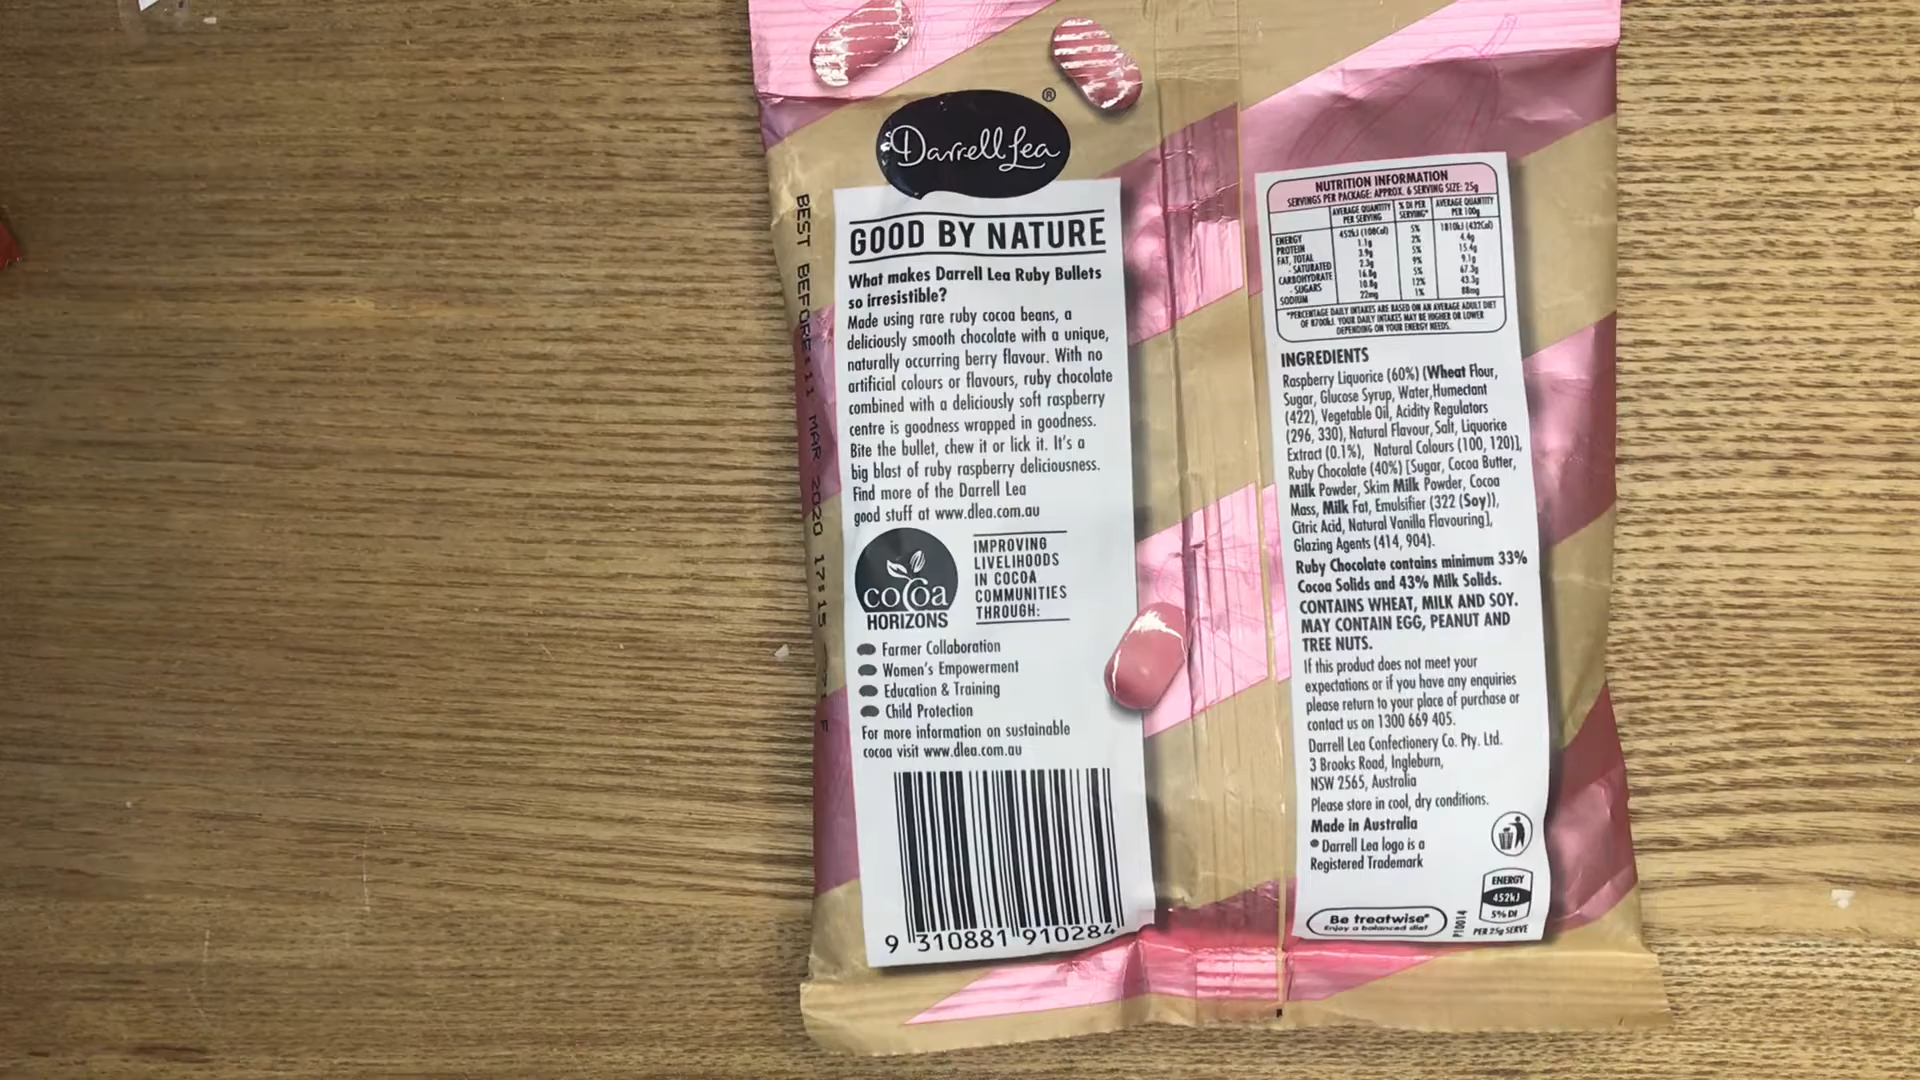 Darrell Lea ®
GOOD BY NATURE
What makes Darrell Lea Ruby Bullets
so irresistible?
Made using rare ruby cocoa beans, a
deliciously smooth chocolate with a unique,
naturally occurring berry flavour. With no
artificial colours or flavours, ruby chocolate
combined with a deliciously soft raspberry
centre is goodness wrapped in goodness.
Bite the bullet, chew it or lick it. It's a
big blast of ruby raspberry deliciousness.
Find more of the Darrell Lea
good stuff at www.dlea.com.au
cocoa
HORIZONS
IMPROVING
LIVELIHOODS
IN COCOA
COMMUNITIES
THROUGH:
Farmer Collaboration
Women's Empowerment
Education & Training
Child Protection
For more information on sustainable
cocoa visit www.dlea.com.au
9 310881 910284
BEST BEFORE:11 MAR 2020 17:15
NUTRITION INFORMATION
SERVINGS PER PACKAGE: APPROX. 6 SERVING SIZE: 25g
AVERAGE QUANTITY PER SERVING % DI PER SERVING* AVERAGE QUANTITY PER 100g
ENERGY 452kJ (108Cal) 5% 1810kJ (432Cal)
PROTEIN 1.1g 2% 4.4g
FAT, TOTAL 3.9g 5% 15.4g
- SATURATED 2.3g 9% 9.1g
CARBOHYDRATE 16.8g 5% 67.3g
- SUGARS 10.8g 12% 43.3g
SODIUM 22mg 1% 88mg
*PERCENTAGE DAILY INTAKES ARE BASED ON AN AVERAGE ADULT DIET
OF 8700kJ. YOUR DAILY INTAKES MAY BE HIGHER OR LOWER
DEPENDING ON YOUR ENERGY NEEDS.
INGREDIENTS
Raspberry Liquorice (60%) (Wheat Flour,
Sugar, Glucose Syrup, Water,Humectant
(422), Vegetable Oil, Acidity Regulators
(296, 330), Natural Flavour, Salt, Liquorice
Extract (0.1%), Natural Colours (100, 120)],
Ruby Chocolate (40%) [Sugar, Cocoa Butter,
Milk Powder, Skim Milk Powder, Cocoa
Mass, Milk Fat, Emulsifier (322 (Soy)),
Citric Acid, Natural Vanilla Flavouring],
Glazing Agents (414, 904).
Ruby Chocolate contains minimum 33%
Cocoa Solids and 43% Milk Solids.
CONTAINS WHEAT, MILK AND SOY.
MAY CONTAIN EGG, PEANUT AND
TREE NUTS.
If this product does not meet your
expectations or if you have any enquiries
please return to your place of purchase or
contact us on 1300 669 405.
Darrell Lea Confectionery Co. Pty. Ltd.
3 Brooks Road, Ingleburn,
NSW 2565, Australia
Please store in cool, dry conditions.
Made in Australia
Darrell Lea logo is a
Registered Trademark
Be treatwise®
Enjoy a balanced diet
P10014
ENERGY
452kJ
5% DI
PER 25g SERVE